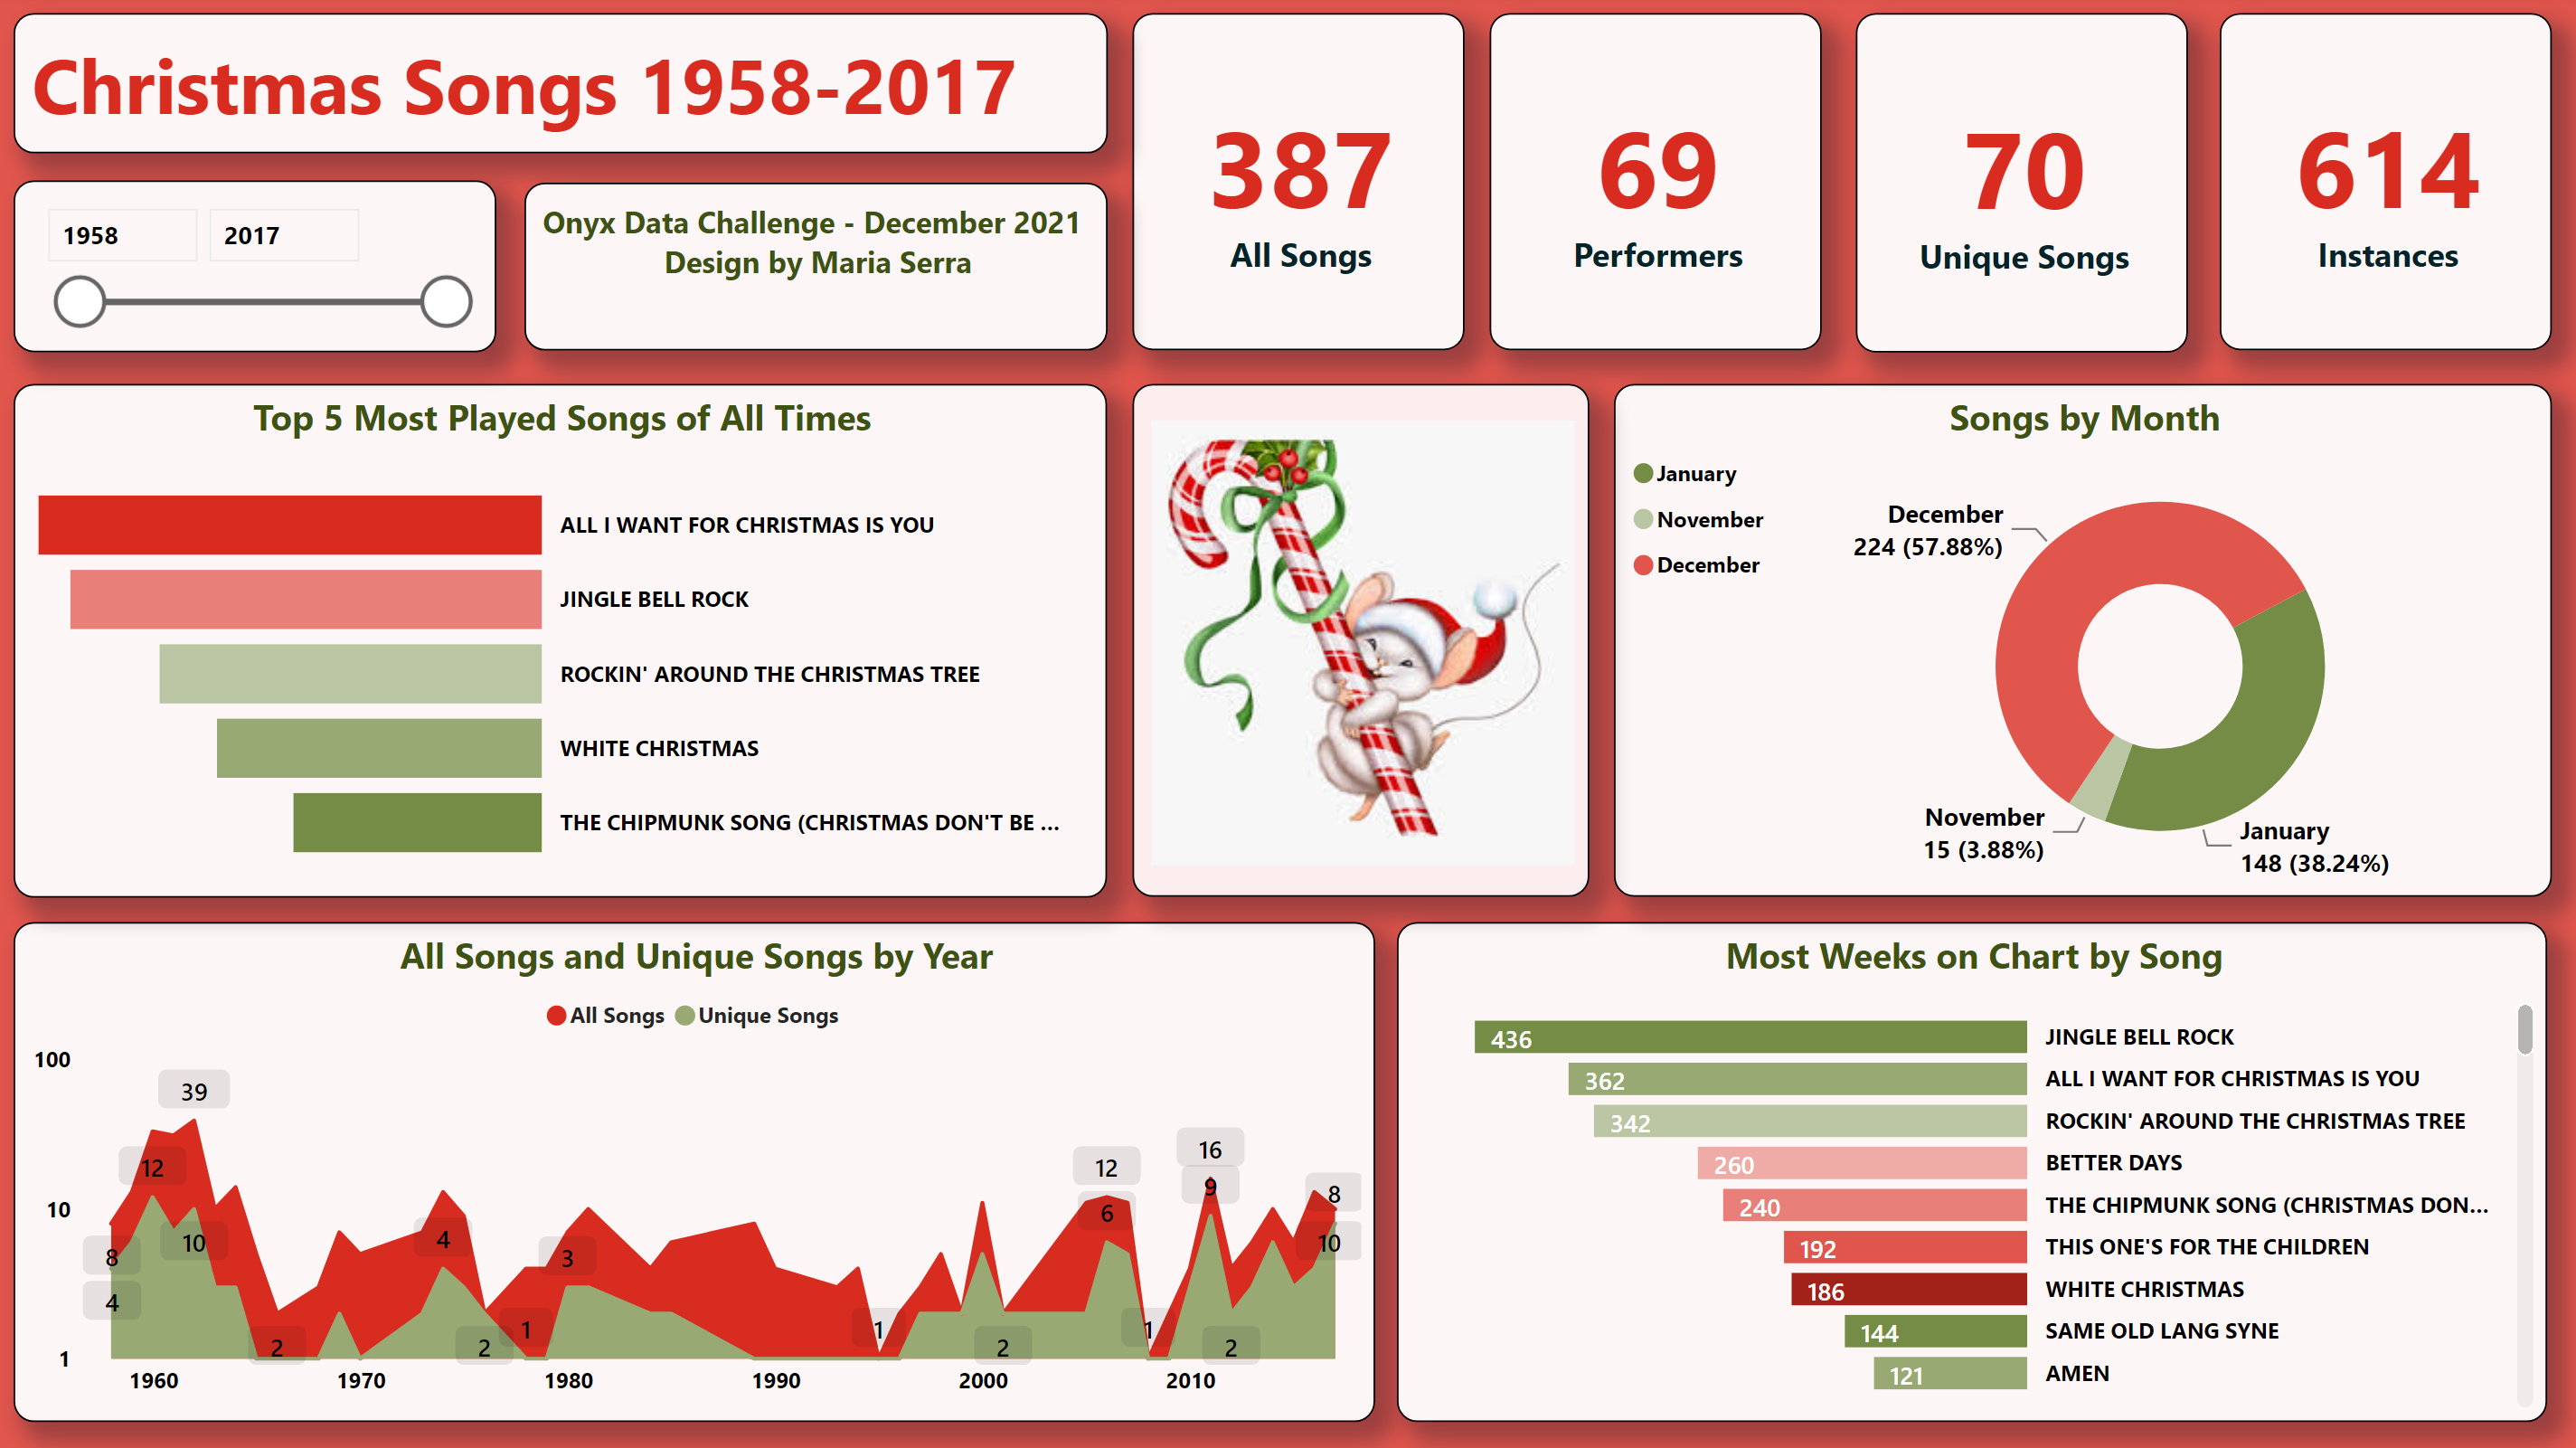 Christmas Songs 1958-2017
1958
2017
Onyx Data Challenge - December 2021
Design by Maria Serra
387
All Songs
69
Performers
70
Unique Songs
614
Instances
Top 5 Most Played Songs of All Times
ALL I WANT FOR CHRISTMAS IS YOU
JINGLE BELL ROCK
ROCKIN' AROUND THE CHRISTMAS TREE
WHITE CHRISTMAS
THE CHIPMUNK SONG (CHRISTMAS DON'T BE ...
Songs by Month
January
November
December
December
224 (57.88%)
November
15 (3.88%)
January
148 (38.24%)
All Songs and Unique Songs by Year
All Songs
Unique Songs
100
10
1
39
12
10
8
4
2
4
2
1
3
1
2
12
6
1
16
9
2
8
10
1960
1970
1980
1990
2000
2010
Most Weeks on Chart by Song
436 JINGLE BELL ROCK
362 ALL I WANT FOR CHRISTMAS IS YOU
342 ROCKIN' AROUND THE CHRISTMAS TREE
260 BETTER DAYS
240 THE CHIPMUNK SONG (CHRISTMAS DON...
192 THIS ONE'S FOR THE CHILDREN
186 WHITE CHRISTMAS
144 SAME OLD LANG SYNE
121 AMEN